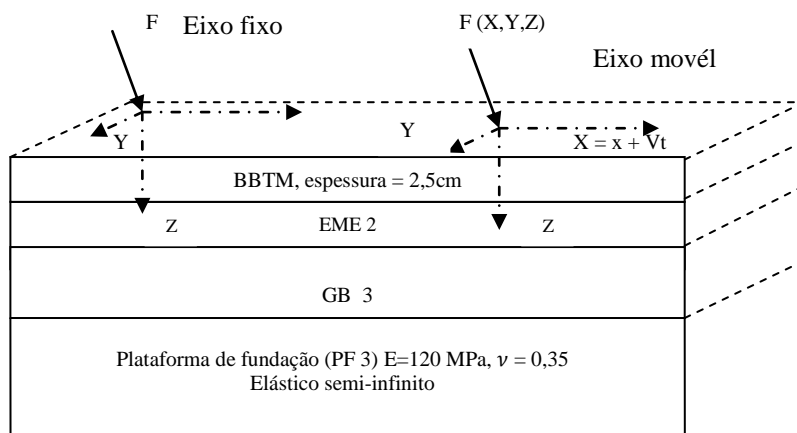 F Eixo fixo F (X,Y,Z)
Eixo movél
Y Y X = x + Vt
BBTM, espessura = 2,5cm
Z EME 2 Z
GB 3
Plataforma de fundação (PF 3) E=120 MPa, ν = 0,35
Elástico semi-infinito